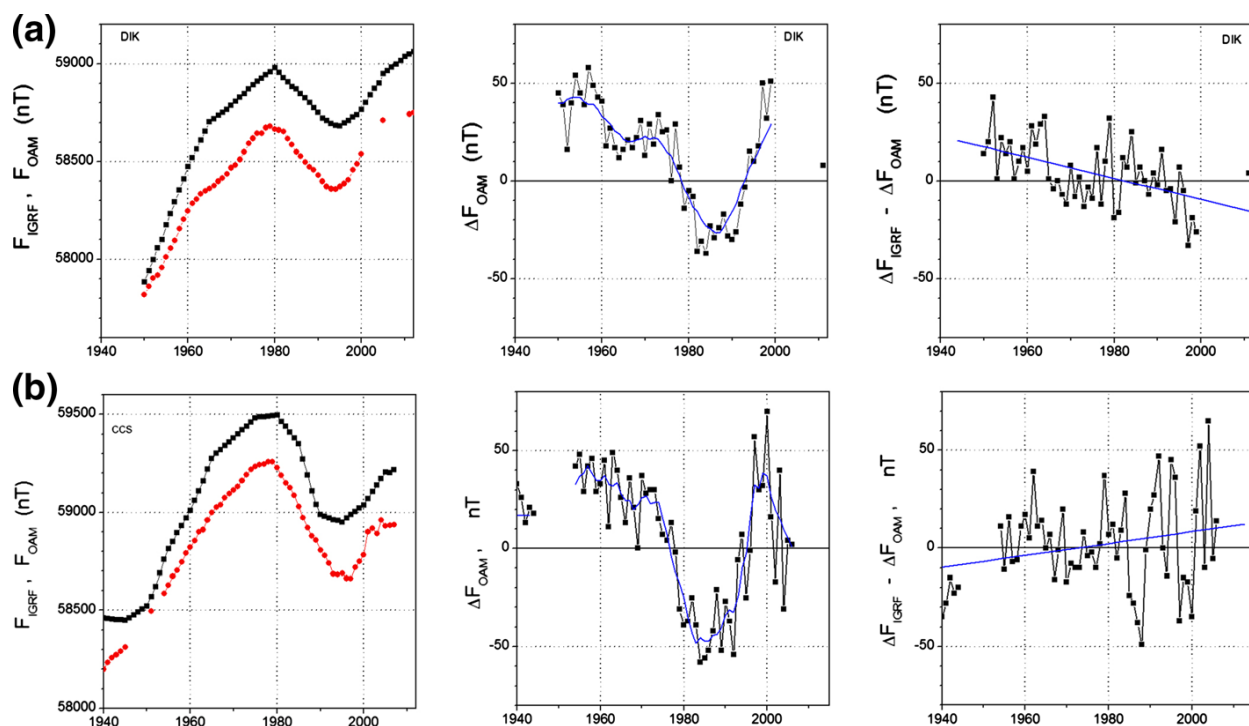 (a)
F_IGRF , F_OAM (nT)
DIK
59000
58500
58000
1940 1960 1980 2000
ΔF_OAM (nT)
DIK
50
0
-50
1940 1960 1980 2000
ΔF_IGRF - ΔF_OAM (nT)
DIK
50
0
-50
1940 1960 1980 2000
(b)
F_IGRF , F_OAM (nT)
CCS
59500
59000
58500
58000
1940 1960 1980 2000
ΔF_OAM, nT
50
0
-50
1940 1960 1980 2000
ΔF_IGRF - ΔF_OAM, nT
50
0
-50
1940 1960 1980 2000